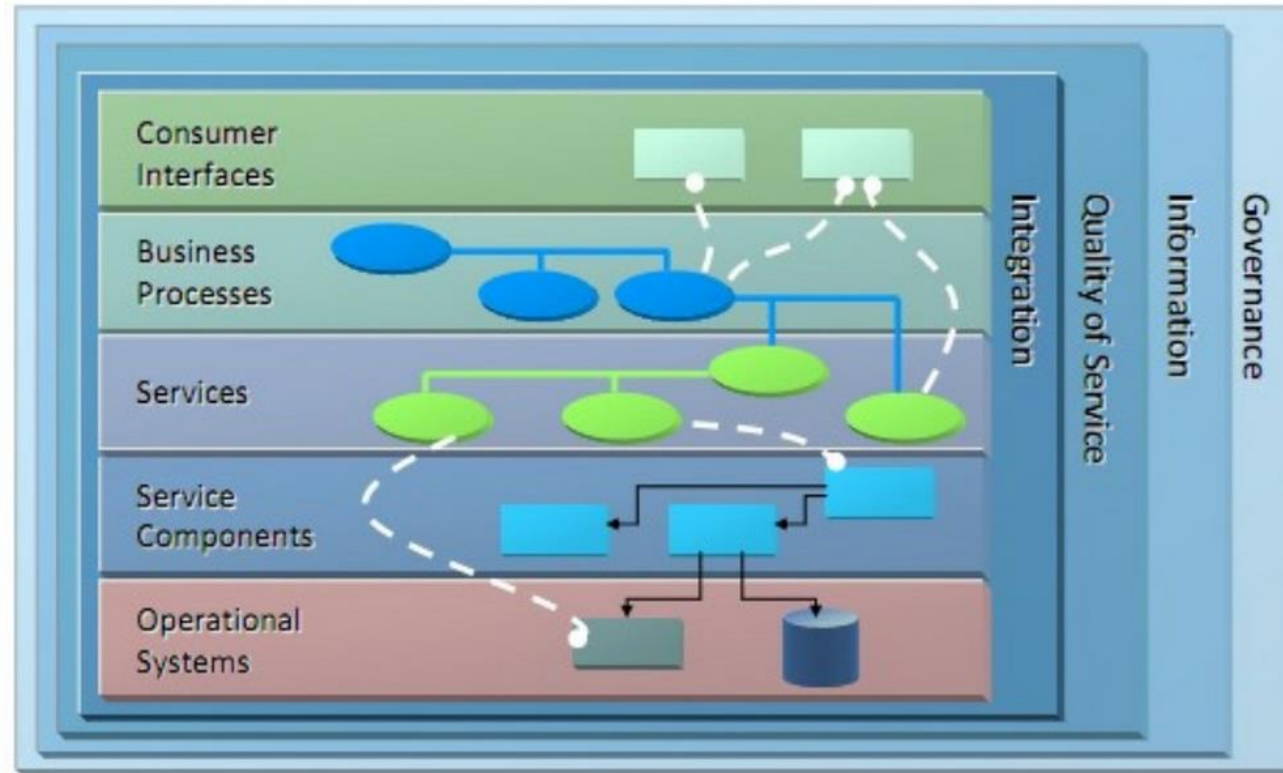 Consumer
Interfaces
Business
Processes
Services
Service
Components
Operational
Systems
Integration
Quality of Service
Information
Governance